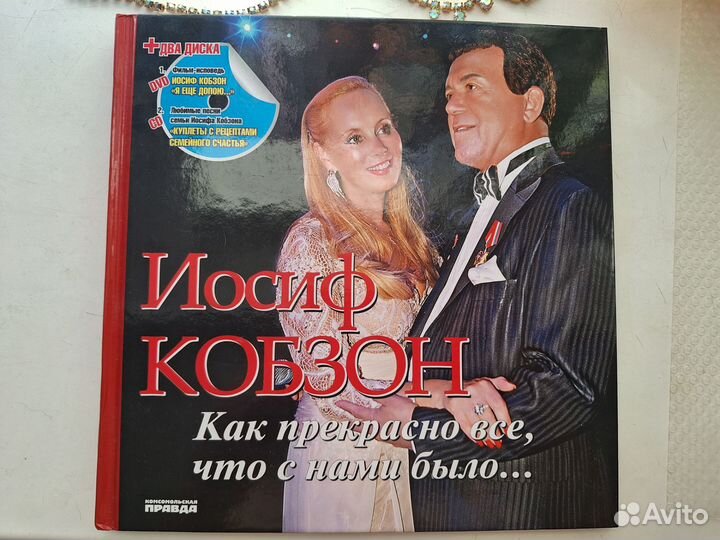 + ДВА ДИСКА
1. Фильм-исповедь
DVD ИОСИФ КОБЗОН
«Я ЕЩЕ ДОПОЮ...»
2. Любимые песни
CD семьи Иосифа Кобзона
«КУПЛЕТЫ С РЕЦЕПТАМИ
СЕМЕЙНОГО СЧАСТЬЯ»
Иосиф
КОБЗОН
Как прекрасно все,
что с нами было...
КОМСОМОЛЬСКАЯ
ПРАВДА
Avito